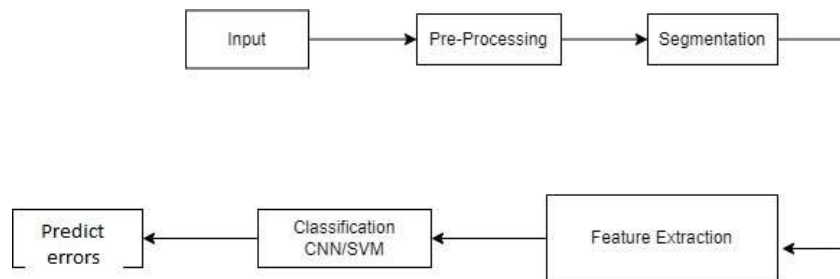 Input
Pre-Processing
Segmentation
Feature Extraction
Classification
CNN/SVM
Predict
errors